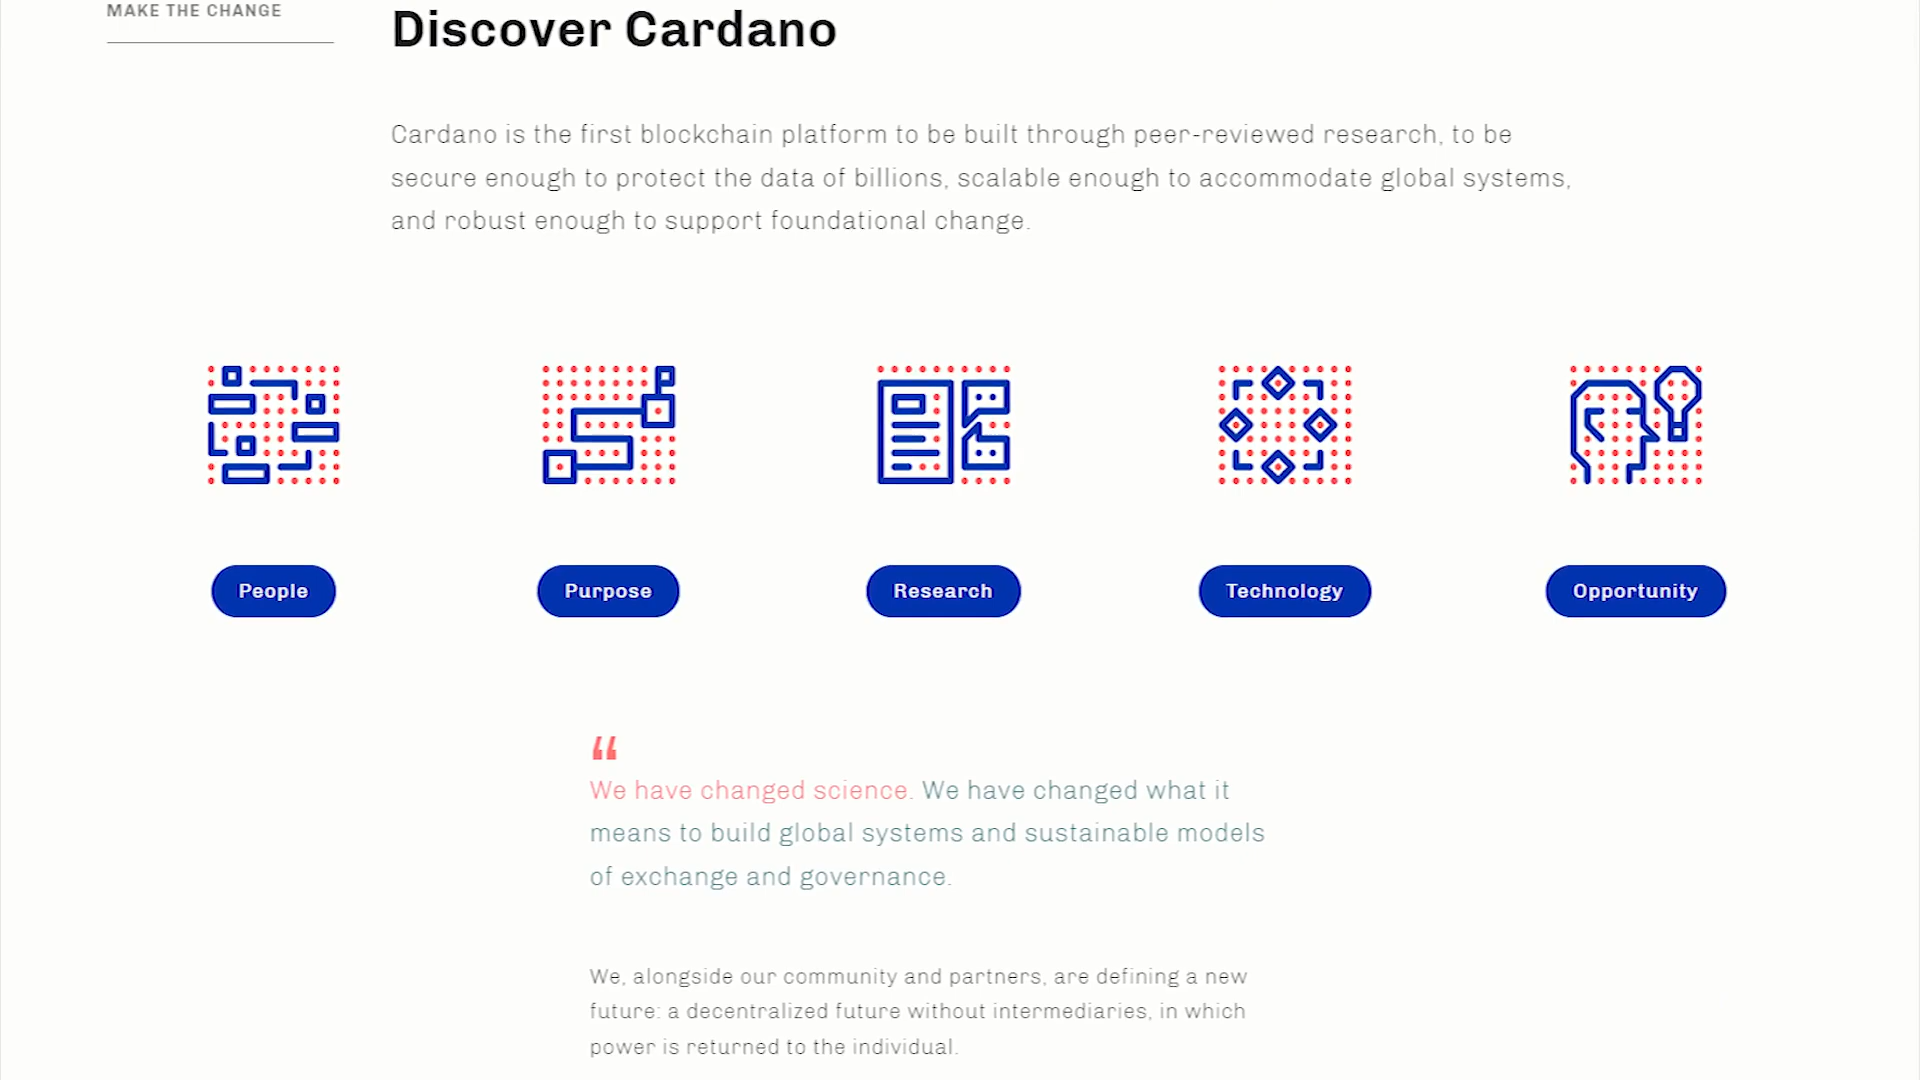 MAKE THE CHANGE
Discover Cardano
Cardano is the first blockchain platform to be built through peer-reviewed research, to be
secure enough to protect the data of billions, scalable enough to accommodate global systems,
and robust enough to support foundational change.
People
Purpose
Research
Technology
Opportunity
“
We have changed science. We have changed what it
means to build global systems and sustainable models
of exchange and governance.
We, alongside our community and partners, are defining a new
future: a decentralized future without intermediaries, in which
power is returned to the individual.